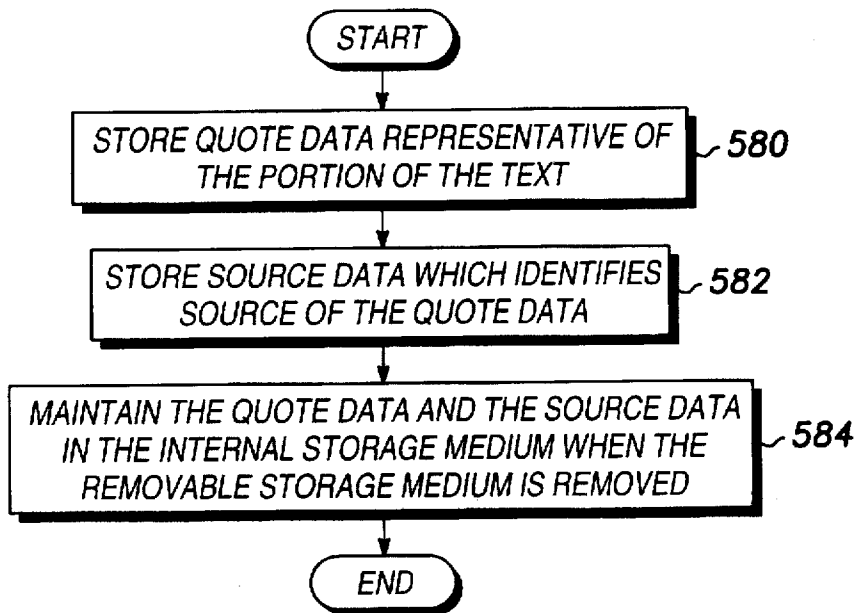 START
STORE QUOTE DATA REPRESENTATIVE OF
THE PORTION OF THE TEXT
580
STORE SOURCE DATA WHICH IDENTIFIES
SOURCE OF THE QUOTE DATA
582
MAINTAIN THE QUOTE DATA AND THE SOURCE DATA
IN THE INTERNAL STORAGE MEDIUM WHEN THE
REMOVABLE STORAGE MEDIUM IS REMOVED
584
END